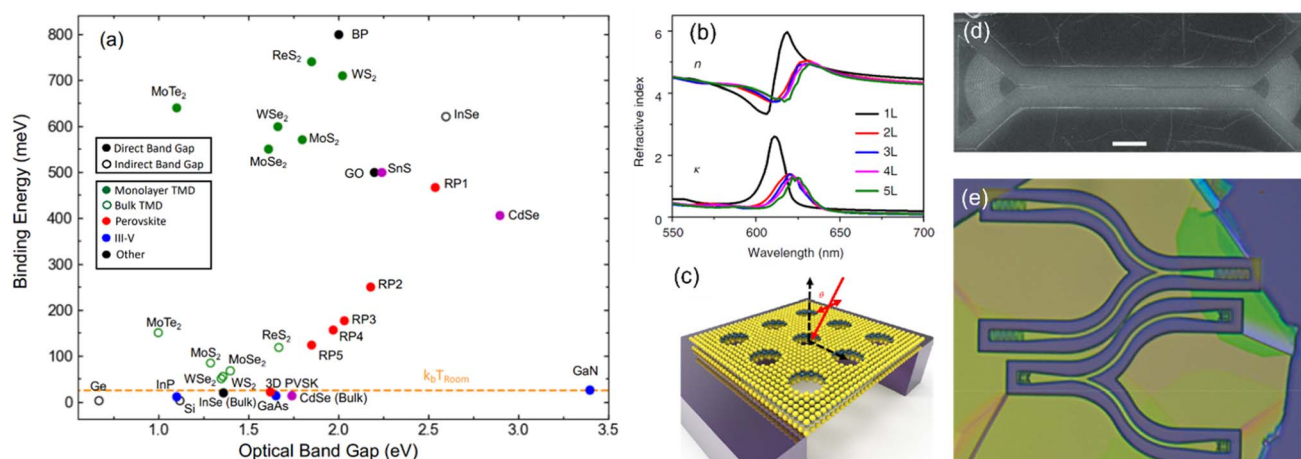 (a)
BP
ReS2
WS2
MoTe2
WSe2
MoS2
MoSe2
InSe
GO
SnS
RP1
CdSe
RP2
RP3
RP4
RP5
MoTe2
MoS2
MoSe2
ReS2
WSe2
WS2
Ge
InP
Si
InSe (Bulk)
3D PVSK
GaAs
CdSe (Bulk)
GaN
kbTRoom
Direct Band Gap
Indirect Band Gap
Monolayer TMD
Bulk TMD
Perovskite
III-V
Other
Binding Energy (meV)
800
700
600
500
400
300
200
100
0
1.0 1.5 2.0 2.5 3.0 3.5
Optical Band Gap (eV)
(b)
Refractive index
6
4
2
0
n
κ
1L
2L
3L
4L
5L
550 600 650 700
Wavelength (nm)
(c)
θ
(d)
(e)